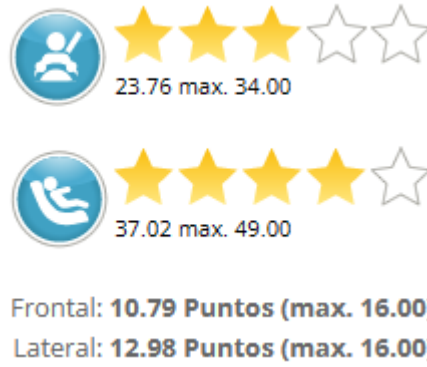 23.76 max. 34.00
37.02 max. 49.00
Frontal: 10.79 Puntos (max. 16.00
Lateral: 12.98 Puntos (max. 16.00